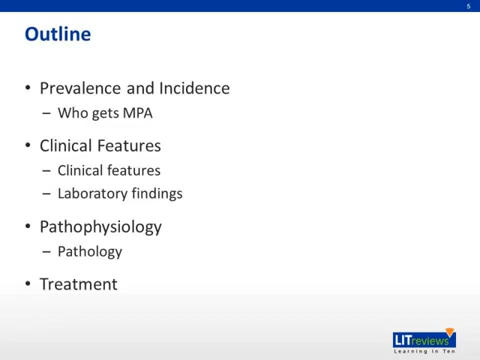 5
Outline
• Prevalence and Incidence
– Who gets MPA
• Clinical Features
– Clinical features
– Laboratory findings
• Pathophysiology
– Pathology
• Treatment
LITreviews
Learning in Ten